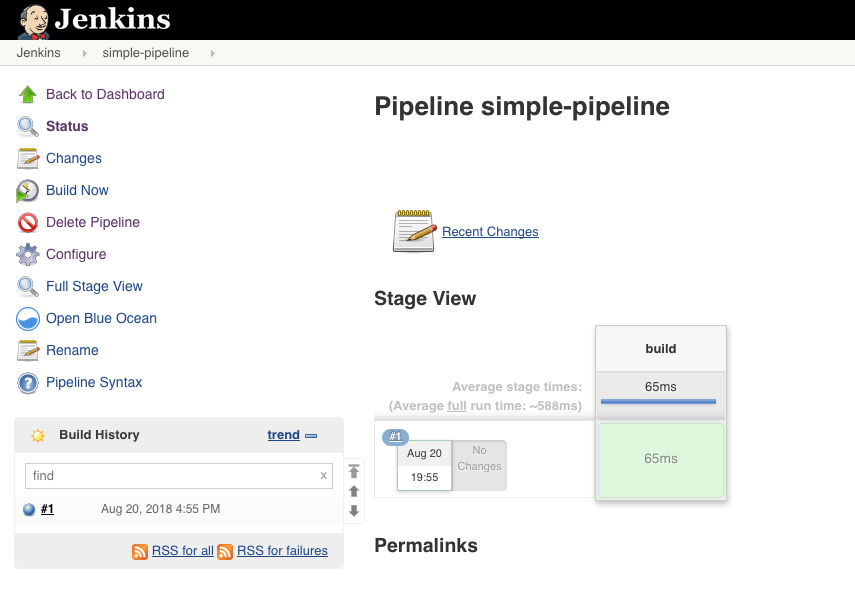 Jenkins
Jenkins simple-pipeline
Back to Dashboard
Status
Changes
Build Now
Delete Pipeline
Configure
Full Stage View
Open Blue Ocean
Rename
Pipeline Syntax
Build History trend
find x
#1 Aug 20, 2018 4:55 PM
RSS for all RSS for failures
Pipeline simple-pipeline
Recent Changes
Stage View
build
Average stage times:
(Average full run time: ~588ms)
65ms
#1
Aug 20
19:55
No
Changes
65ms
Permalinks